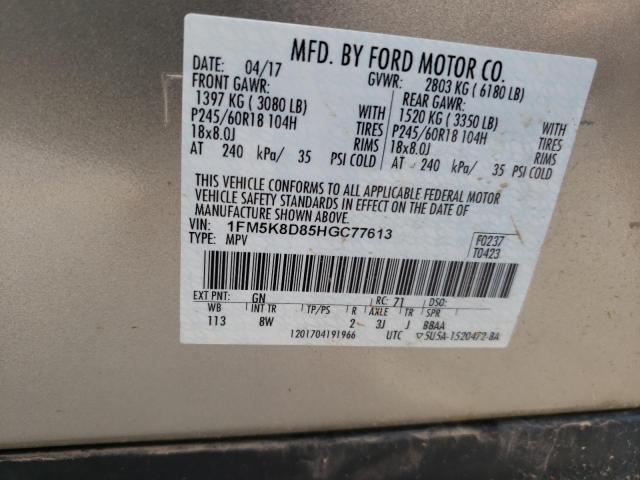 MFD. BY FORD MOTOR CO.
DATE: 04/17 GVWR: 2803 KG ( 6180 LB)
FRONT GAWR: REAR GAWR:
1397 KG ( 3080 LB) WITH 1520 KG ( 3350 LB) WITH
P245/60R18 104H TIRES P245/60R18 104H TIRES
18x8.0J RIMS 18x8.0J RIMS
AT 240 kPa/ 35 PSI COLD AT 240 kPa/ 35 PSI COLD
THIS VEHICLE CONFORMS TO ALL APPLICABLE FEDERAL MOTOR
VEHICLE SAFETY STANDARDS IN EFFECT ON THE DATE OF
MANUFACTURE SHOWN ABOVE.
VIN: 1FM5K8D85HGC77613 F0237
TYPE: MPV T0423
EXT PNT: GN RC: 71 DSO:
WB INT TR TP/PS R AXLE TR SPR
113 8W 2 3J J BBAA
1201704191966 UTC ▽5U5A-1520472-BA